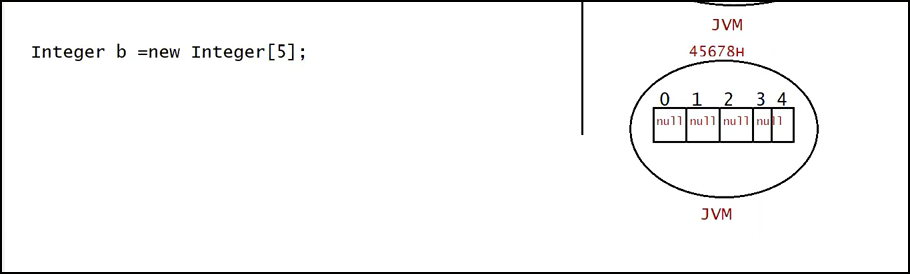 JVM
Integer b =new Integer[5];
45678H
0 1 2 3 4
null null null null
JVM